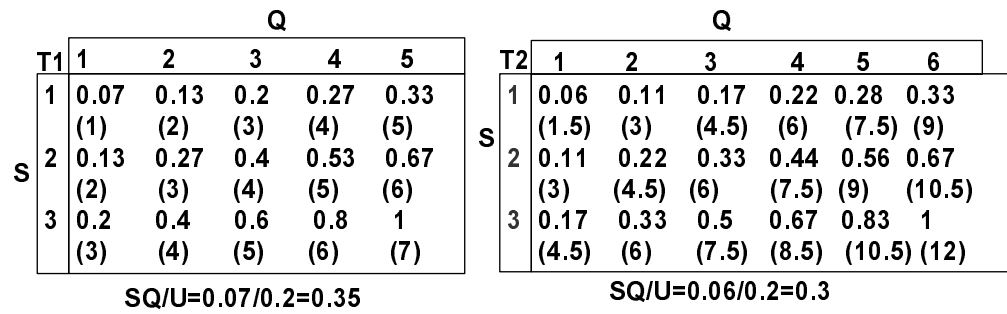 Q
T1 1 2 3 4 5
1 0.07 0.13 0.2 0.27 0.33
(1) (2) (3) (4) (5)
S
2 0.13 0.27 0.4 0.53 0.67
(2) (3) (4) (5) (6)
3 0.2 0.4 0.6 0.8 1
(3) (4) (5) (6) (7)
SQ/U=0.07/0.2=0.35
Q
T2 1 2 3 4 5 6
1 0.06 0.11 0.17 0.22 0.28 0.33
(1.5) (3) (4.5) (6) (7.5) (9)
S
2 0.11 0.22 0.33 0.44 0.56 0.67
(3) (4.5) (6) (7.5) (9) (10.5)
3 0.17 0.33 0.5 0.67 0.83 1
(4.5) (6) (7.5) (8.5) (10.5) (12)
SQ/U=0.06/0.2=0.3